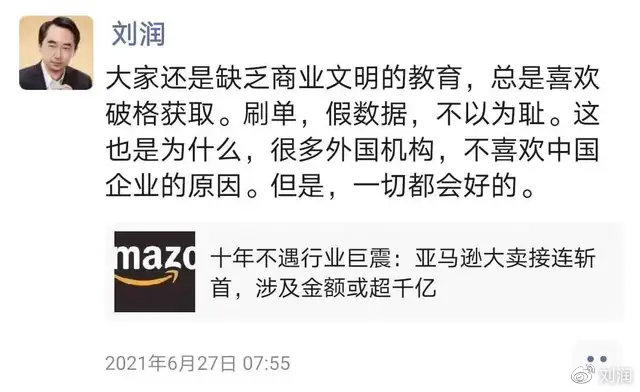 刘润
大家还是缺乏商业文明的教育，总是喜欢
破格获取。刷单，假数据，不以为耻。这
也是为什么，很多外国机构，不喜欢中国
企业的原因。但是，一切都会好的。
mazo
十年不遇行业巨震：亚马逊大卖接连斩
首，涉及金额或超千亿
2021年6月27日 07:55
刘润